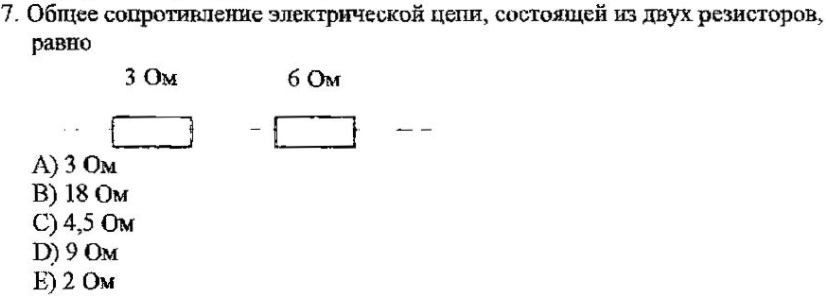 7. Общее сопротивление электрической цепи, состоящей из двух резисторов,
равно
3 Ом 6 Ом
A) 3 Ом
B) 18 Ом
C) 4,5 Ом
D) 9 Ом
E) 2 Ом